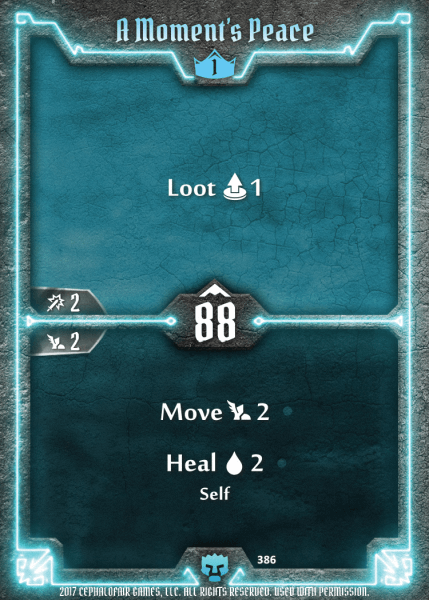 A Moment's Peace
1
Loot 1
2
88
2
Move 2
Heal 2
Self
386
2017 CEPHALOFAIR GAMES, LLC. ALL RIGHTS RESERVED. USED WITH PERMISSION.